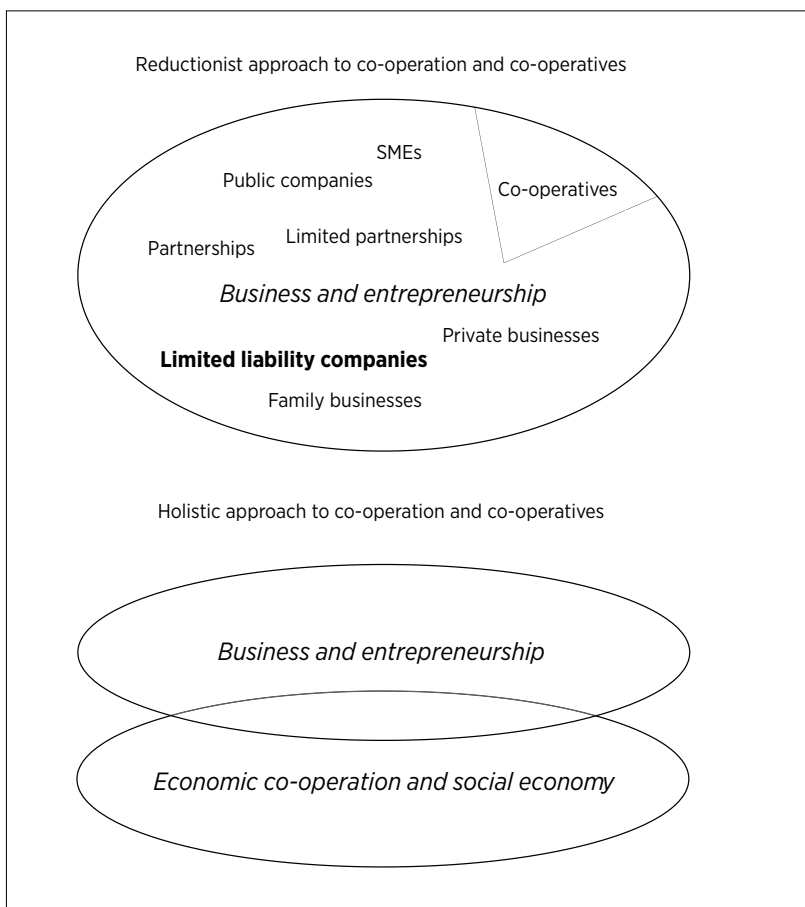 Reductionist approach to co-operation and co-operatives
SMEs
Public companies
Co-operatives
Partnerships
Limited partnerships
Business and entrepreneurship
Private businesses
Limited liability companies
Family businesses
Holistic approach to co-operation and co-operatives
Business and entrepreneurship
Economic co-operation and social economy